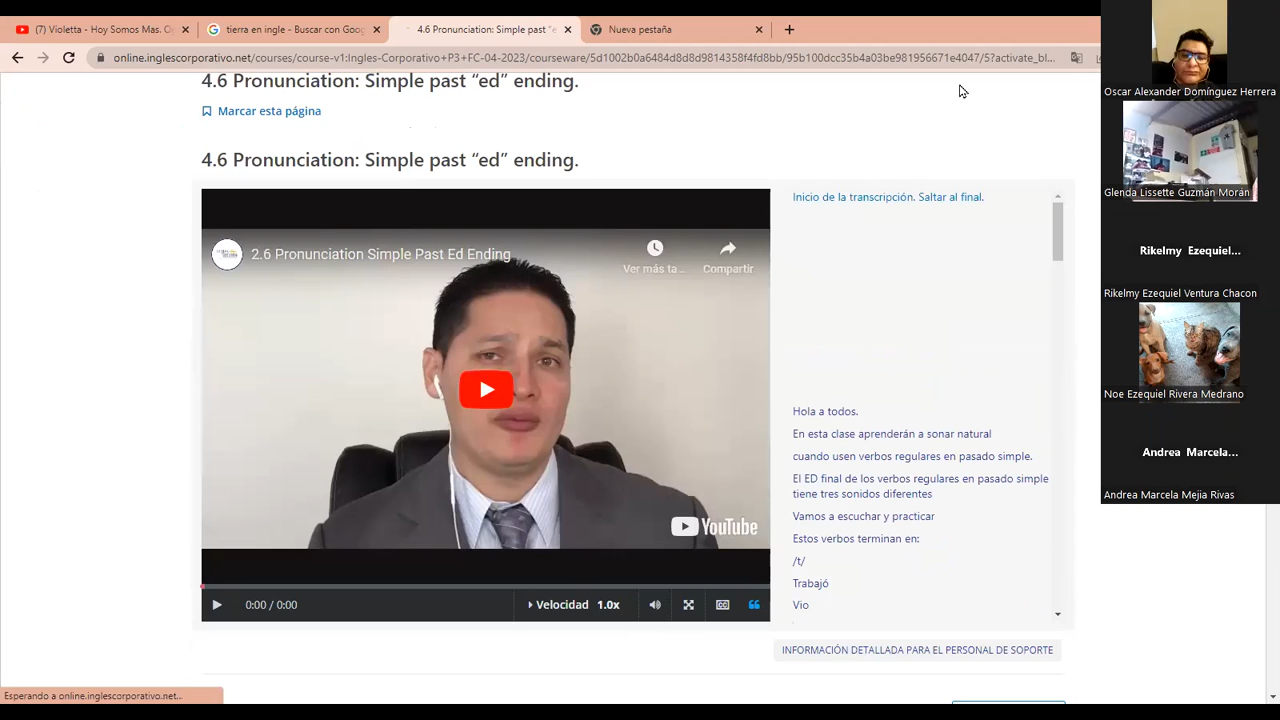 (7) Violetta - Hoy Somos Mas. O
tierra en ingle - Buscar con Goog
4.6 Pronunciation: Simple past "e
Nueva pestaña
online.inglescorporativo.net/courses/course-v1:Ingles-Corporativo+P3+FC-04-2023/courseware/5d1002b0a6484d8d8d9814358f4fd8bb/95b100dcc35b4a03be981956671e4047/5?activate_bl...
4.6 Pronunciation: Simple past “ed” ending.
Marcar esta página
4.6 Pronunciation: Simple past “ed” ending.
2.6 Pronunciation Simple Past Ed Ending
Ver más ta...
Compartir
YouTube
0:00 / 0:00
Velocidad 1.0x
Inicio de la transcripción. Saltar al final.
Hola a todos.
En esta clase aprenderán a sonar natural
cuando usen verbos regulares en pasado simple.
El ED final de los verbos regulares en pasado simple
tiene tres sonidos diferentes
Vamos a escuchar y practicar
Estos verbos terminan en:
/t/
Trabajó
Vio
INFORMACIÓN DETALLADA PARA EL PERSONAL DE SOPORTE
Esperando a online.inglescorporativo.net...
Oscar Alexander Domínguez Herrera
Glenda Lissette Guzmán Morán
Rikelmy Ezequiel...
Rikelmy Ezequiel Ventura Chacon
Noe Ezequiel Rivera Medrano
Andrea Marcela...
Andrea Marcela Mejia Rivas